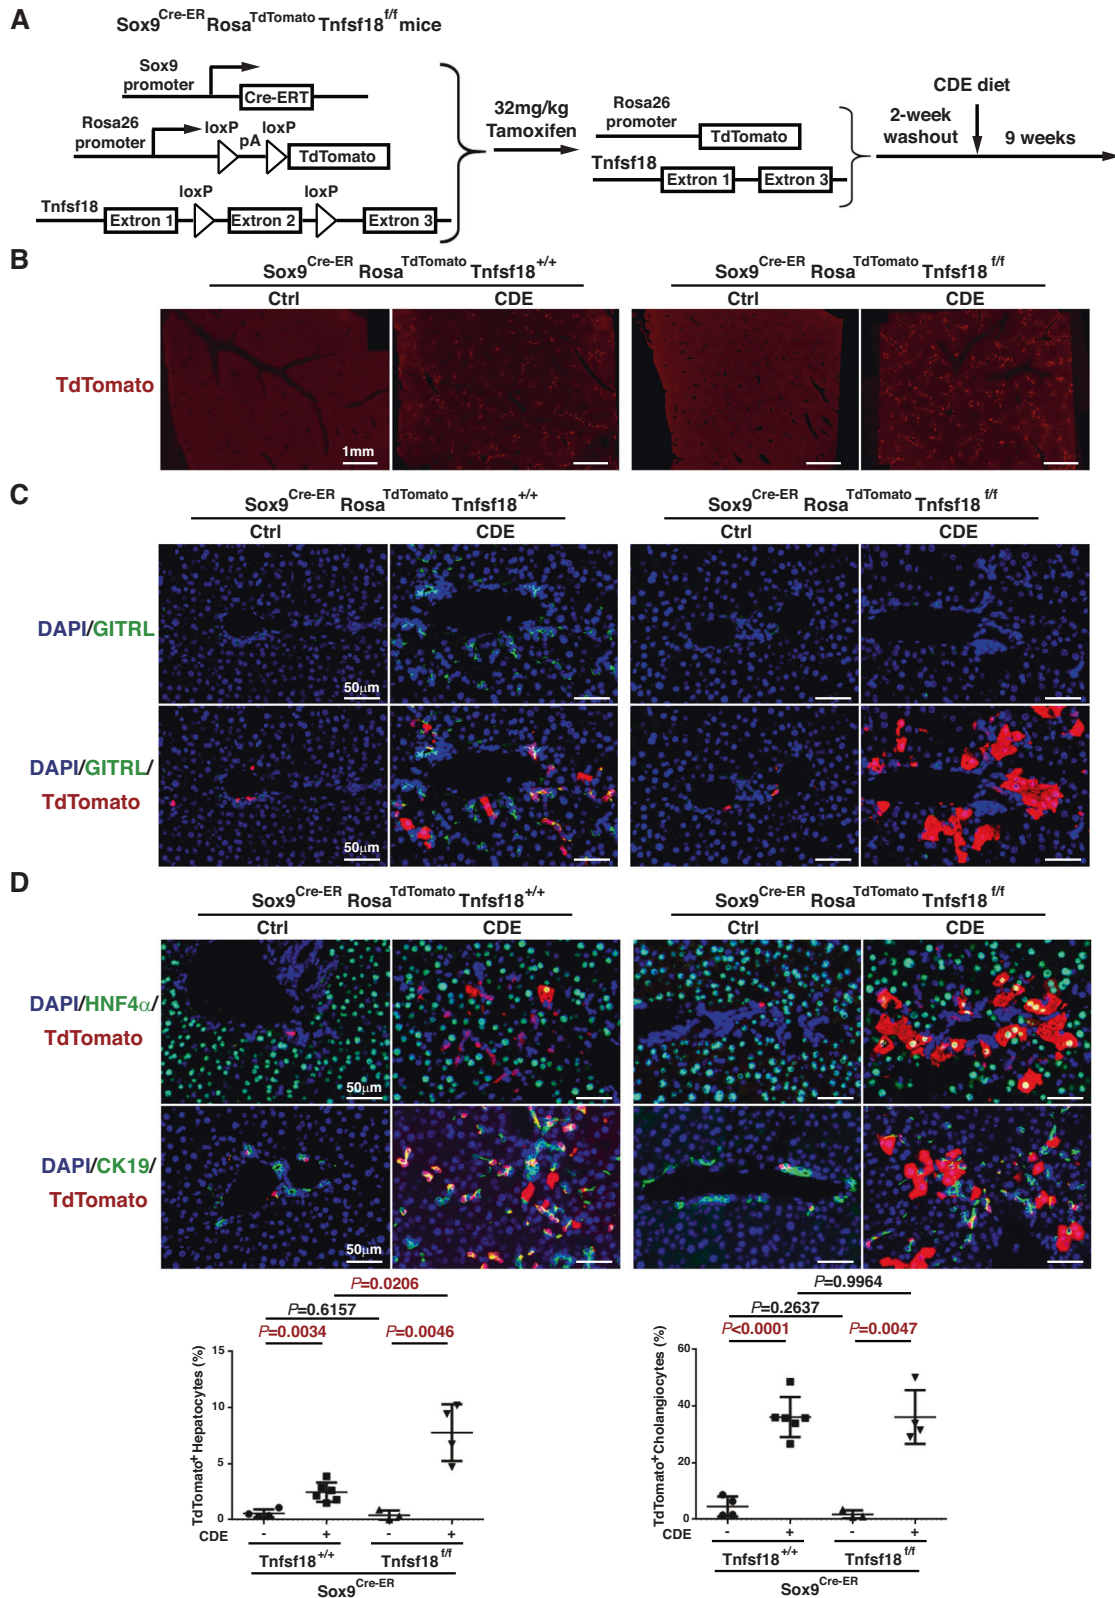 A
Sox9Cre-ER RosaTdTomato Tnfsf18f/f mice
Sox9
promoter
Cre-ERT
Rosa26
promoter
loxP
pA
loxP
TdTomato
Tnfsf18
Extron 1
loxP
Extron 2
loxP
Extron 3
32mg/kg
Tamoxifen
Rosa26
promoter
TdTomato
Tnfsf18
Extron 1
Extron 3
2-week
washout
CDE diet
9 weeks
B
Sox9Cre-ER RosaTdTomato Tnfsf18+/+
Sox9Cre-ER RosaTdTomato Tnfsf18f/f
Ctrl
CDE
Ctrl
CDE
TdTomato
1mm
C
Sox9Cre-ER RosaTdTomato Tnfsf18+/+
Sox9Cre-ER RosaTdTomato Tnfsf18f/f
Ctrl
CDE
Ctrl
CDE
DAPI/GITRL
50μm
DAPI/GITRL/
TdTomato
50μm
D
Sox9Cre-ER RosaTdTomato Tnfsf18+/+
Sox9Cre-ER RosaTdTomato Tnfsf18f/f
Ctrl
CDE
Ctrl
CDE
DAPI/HNF4α/
TdTomato
50μm
DAPI/CK19/
TdTomato
50μm
P=0.0206
P=0.6157
P=0.0034
P=0.0046
TdTomato+ Hepatocytes (%)
15
10
5
0
CDE
-
+
-
+
Tnfsf18+/+
Tnfsf18f/f
Sox9Cre-ER
P=0.9964
P=0.2637
P<0.0001
P=0.0047
TdTomato+ Cholangiocytes (%)
60
40
20
0
CDE
-
+
-
+
Tnfsf18+/+
Tnfsf18f/f
Sox9Cre-ER